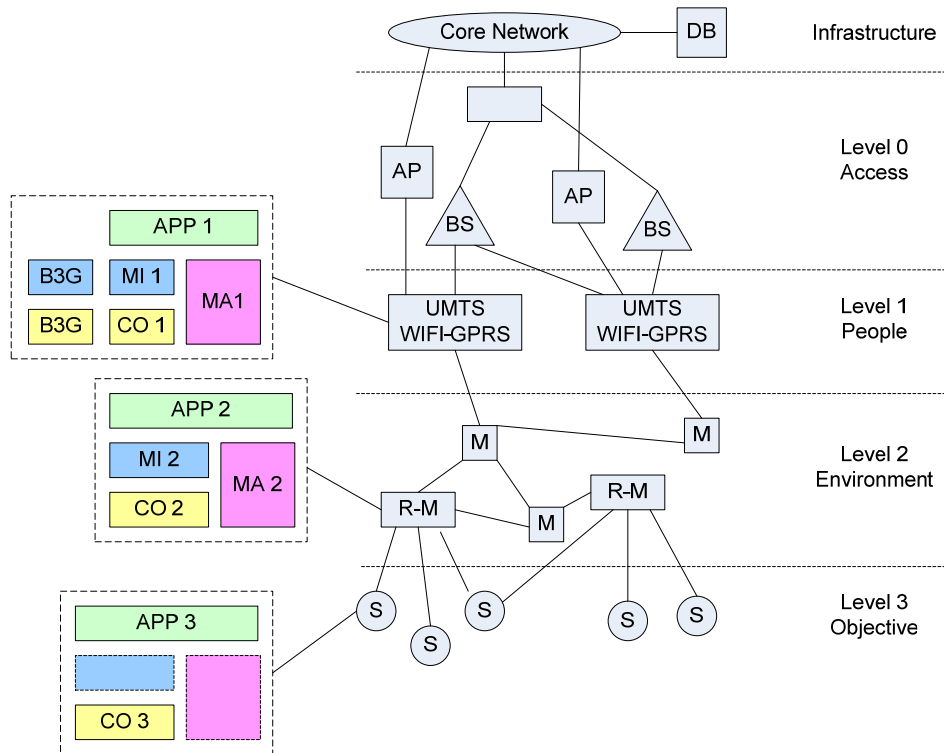 Core Network
DB
Infrastructure
AP
AP
BS
BS
Level 0
Access
APP 1
B3G
MI 1
MA1
B3G
CO 1
UMTS
WIFI-GPRS
UMTS
WIFI-GPRS
Level 1
People
APP 2
MI 2
MA 2
CO 2
M
M
R-M
M
R-M
Level 2
Environment
APP 3
CO 3
S
S
S
S
S
Level 3
Objective